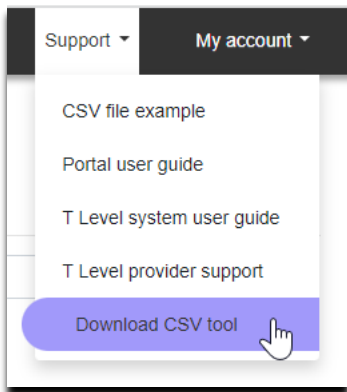 Support My account
CSV file example
Portal user guide
T Level system user guide
T Level provider support
Download CSV tool